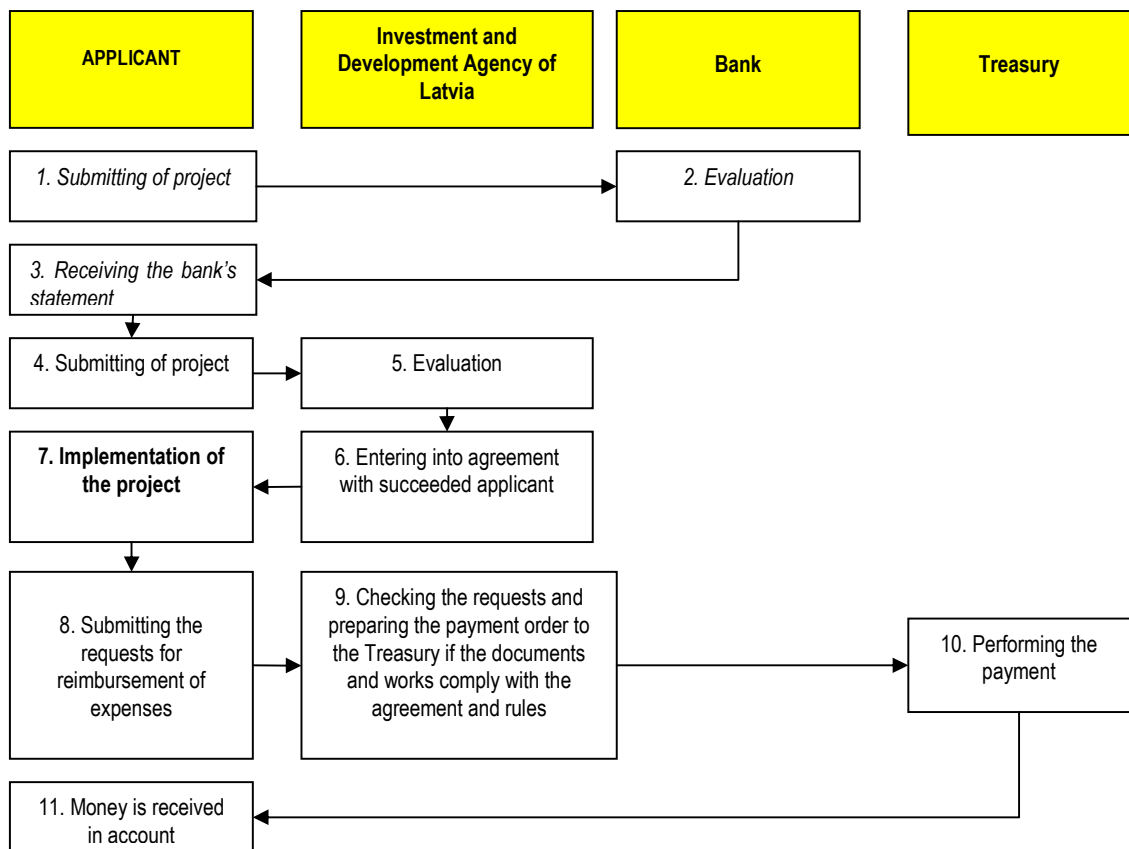 APPLICANT
Investment and
Development Agency of
Latvia
Bank
Treasury
1. Submitting of project
2. Evaluation
3. Receiving the bank's
statement
4. Submitting of project
5. Evaluation
7. Implementation of
the project
6. Entering into agreement
with succeeded applicant
8. Submitting the
requests for
reimbursement of
expenses
9. Checking the requests and
preparing the payment order to
the Treasury if the documents
and works comply with the
agreement and rules
10. Performing the
payment
11. Money is received
in account